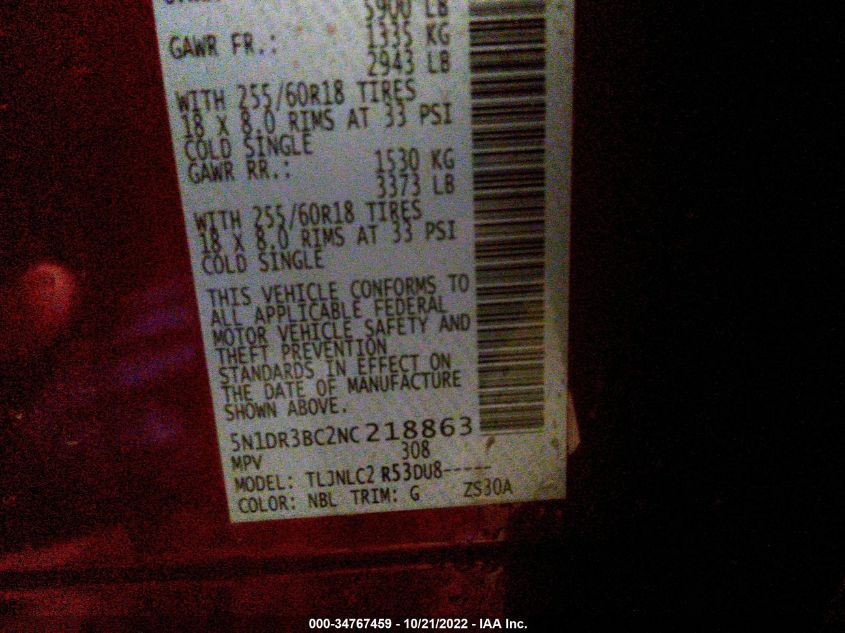 5900 LB
GAWR FR.: 1335 KG
2943 LB
WITH 255/60R18 TIRES
18 X 8.0 RIMS AT 33 PSI
COLD SINGLE
GAWR RR.: 1530 KG
3373 LB
WITH 255/60R18 TIRES
18 X 8.0 RIMS AT 33 PSI
COLD SINGLE
THIS VEHICLE CONFORMS TO
ALL APPLICABLE FEDERAL
MOTOR VEHICLE SAFETY AND
THEFT PREVENTION
STANDARDS IN EFFECT ON
THE DATE OF MANUFACTURE
SHOWN ABOVE.
5N1DR3BC2NC218863
MPV 308
MODEL: TLJNLC2 R53DU8-----
COLOR: NBL TRIM: G ZS30A
000-34767459 - 10/21/2022 - IAA Inc.